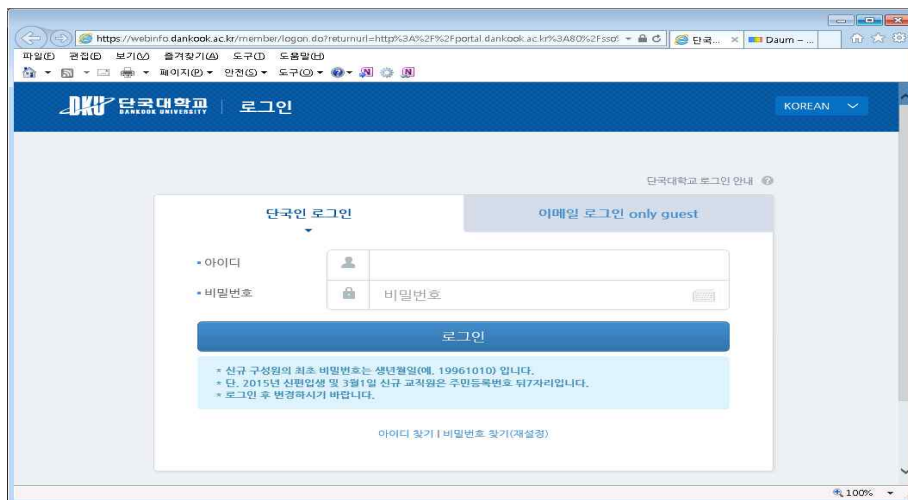 https://webinfo.dankook.ac.kr/member/logon.do?returnurl=http%3A%2F%2Fportal.dankook.ac.kr%3A80%2Fsso
단국...
Daum – ...
파일(F) 편집(E) 보기(V) 즐겨찾기(A) 도구(T) 도움말(H)
페이지(P) 안전(S) 도구(O)
DKU 단국대학교 로그인
DANKOOK UNIVERSITY
KOREAN
단국대학교 로그인 안내
단국인 로그인
이메일 로그인 only guest
아이디
비밀번호 비밀번호
로그인
* 신규 구성원의 최초 비밀번호는 생년월일(예, 19961010) 입니다.
* 단, 2015년 신편입생 및 3월1일 신규 교직원은 주민등록번호 뒤7자리입니다.
* 로그인 후 변경하시기 바랍니다.
아이디 찾기 | 비밀번호 찾기(재설정)
100%